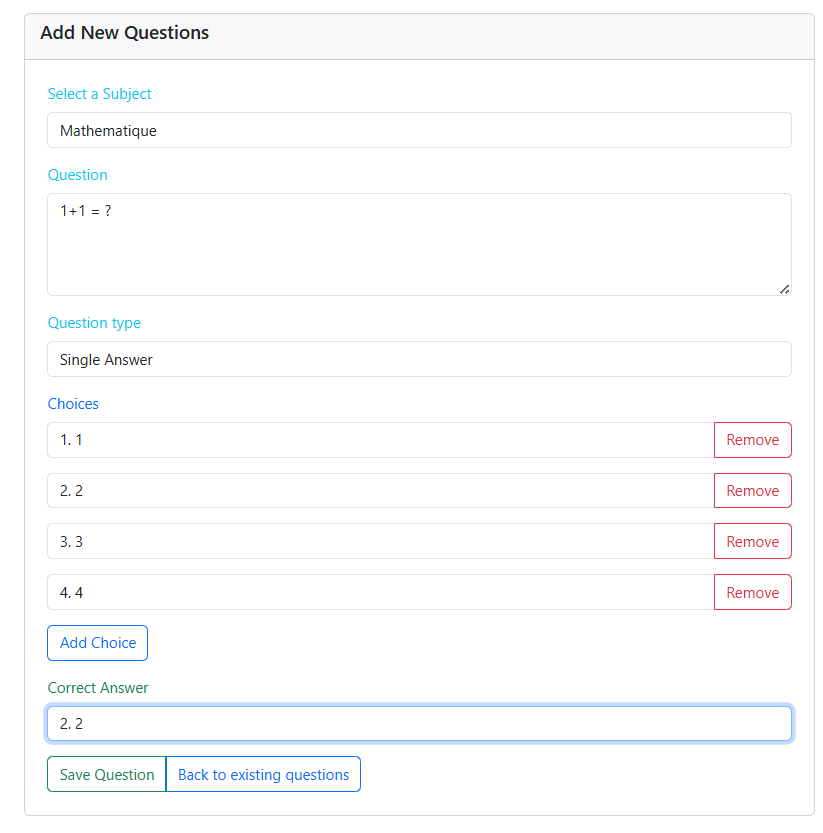 Add New Questions
Select a Subject
Mathematique
Question
1+1 = ?
Question type
Single Answer
Choices
1. 1
Remove
2. 2
Remove
3. 3
Remove
4. 4
Remove
Add Choice
Correct Answer
2. 2
Save Question
Back to existing questions